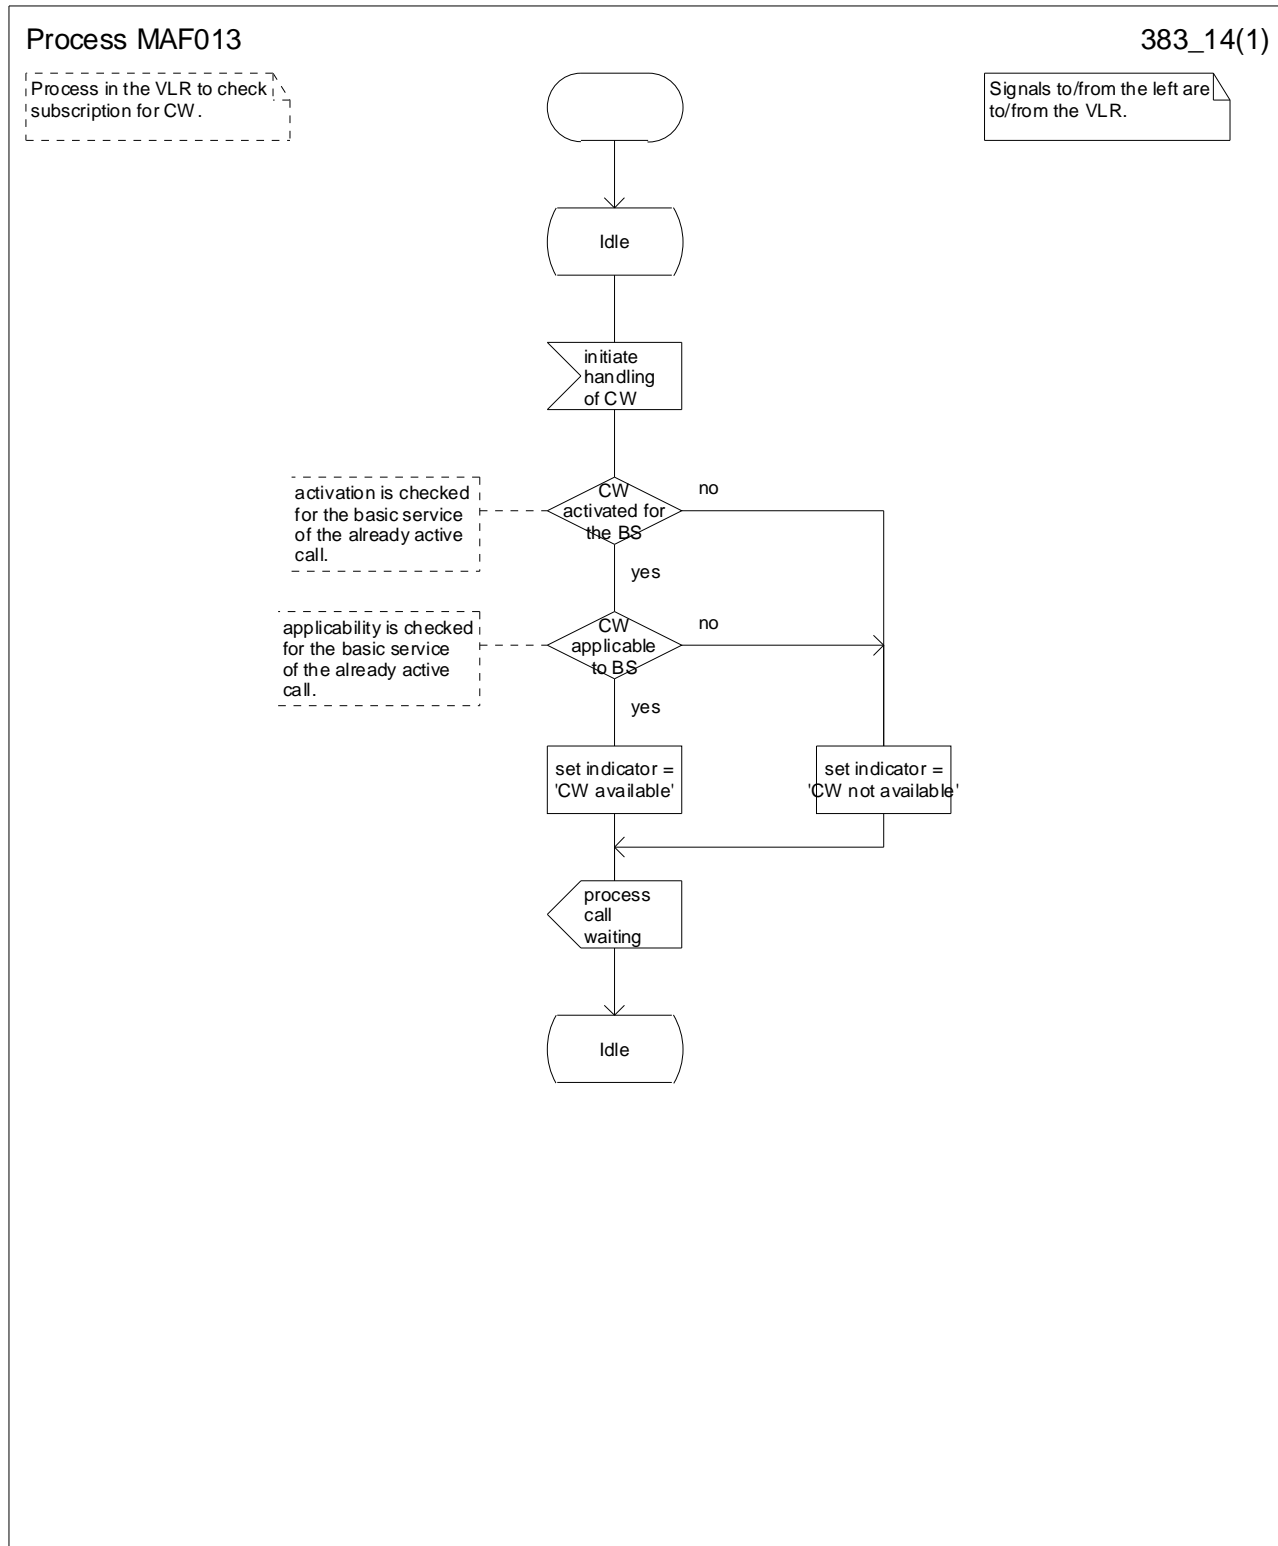 Process MAF013
383_14(1)
Process in the VLR to check
subscription for CW.
Signals to/from the left are
to/from the VLR.
Idle
initiate
handling
of CW
activation is checked
for the basic service
of the already active
call.
CW
activated for
the BS
no
yes
applicability is checked
for the basic service
of the already active
call.
CW
applicable
to BS
no
yes
set indicator =
'CW available'
set indicator =
'CW not available'
process
call
waiting
Idle